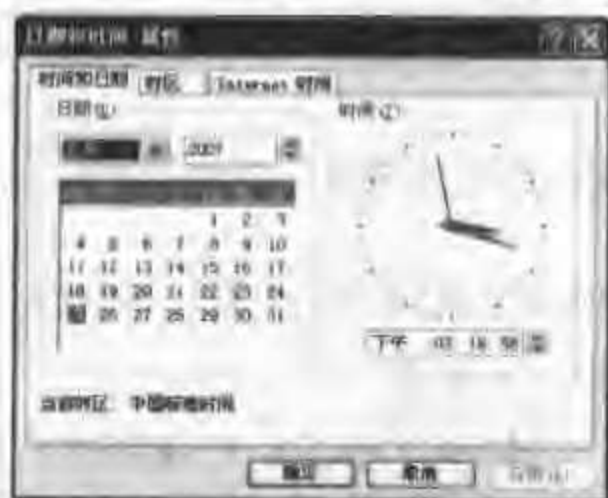 日期和时间 属性
时间和日期 时区 Internet 时间
日期(D)
时间(T)
1 2 3
4 5 6 7 8 9 10
11 12 13 14 15 16 17
18 19 20 21 22 23 24
26 27 28 29 30 31
下午 03
当前时区: 中国标准时间
确定 取消